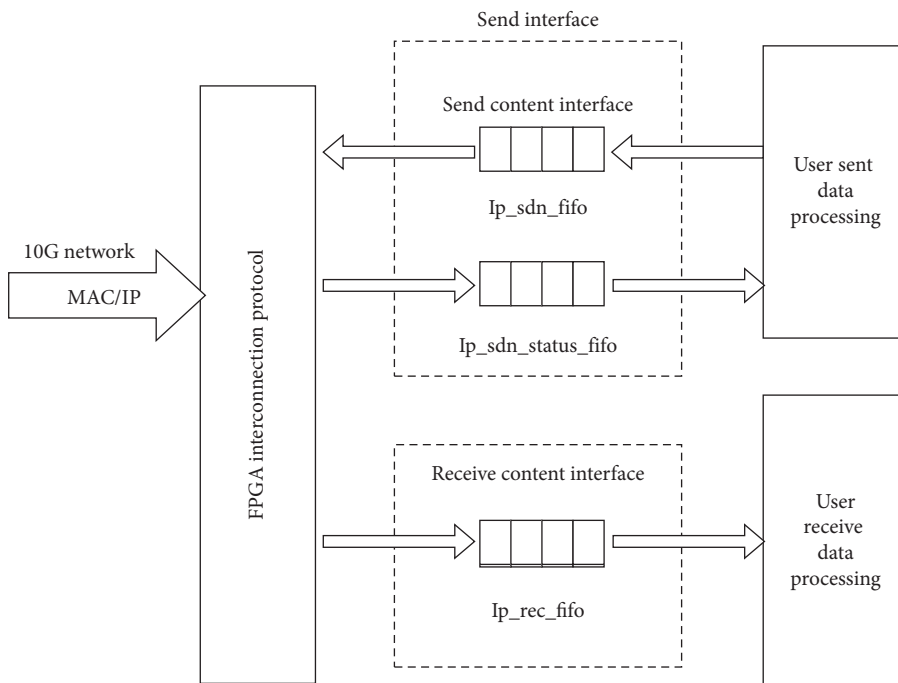 Send interface
Send content interface
Ip_sdn_fifo
User sent
data
processing
10G network
MAC/IP
FPGA interconnection protocol
Ip_sdn_status_fifo
Receive content interface
Ip_rec_fifo
User
receive
data
processing